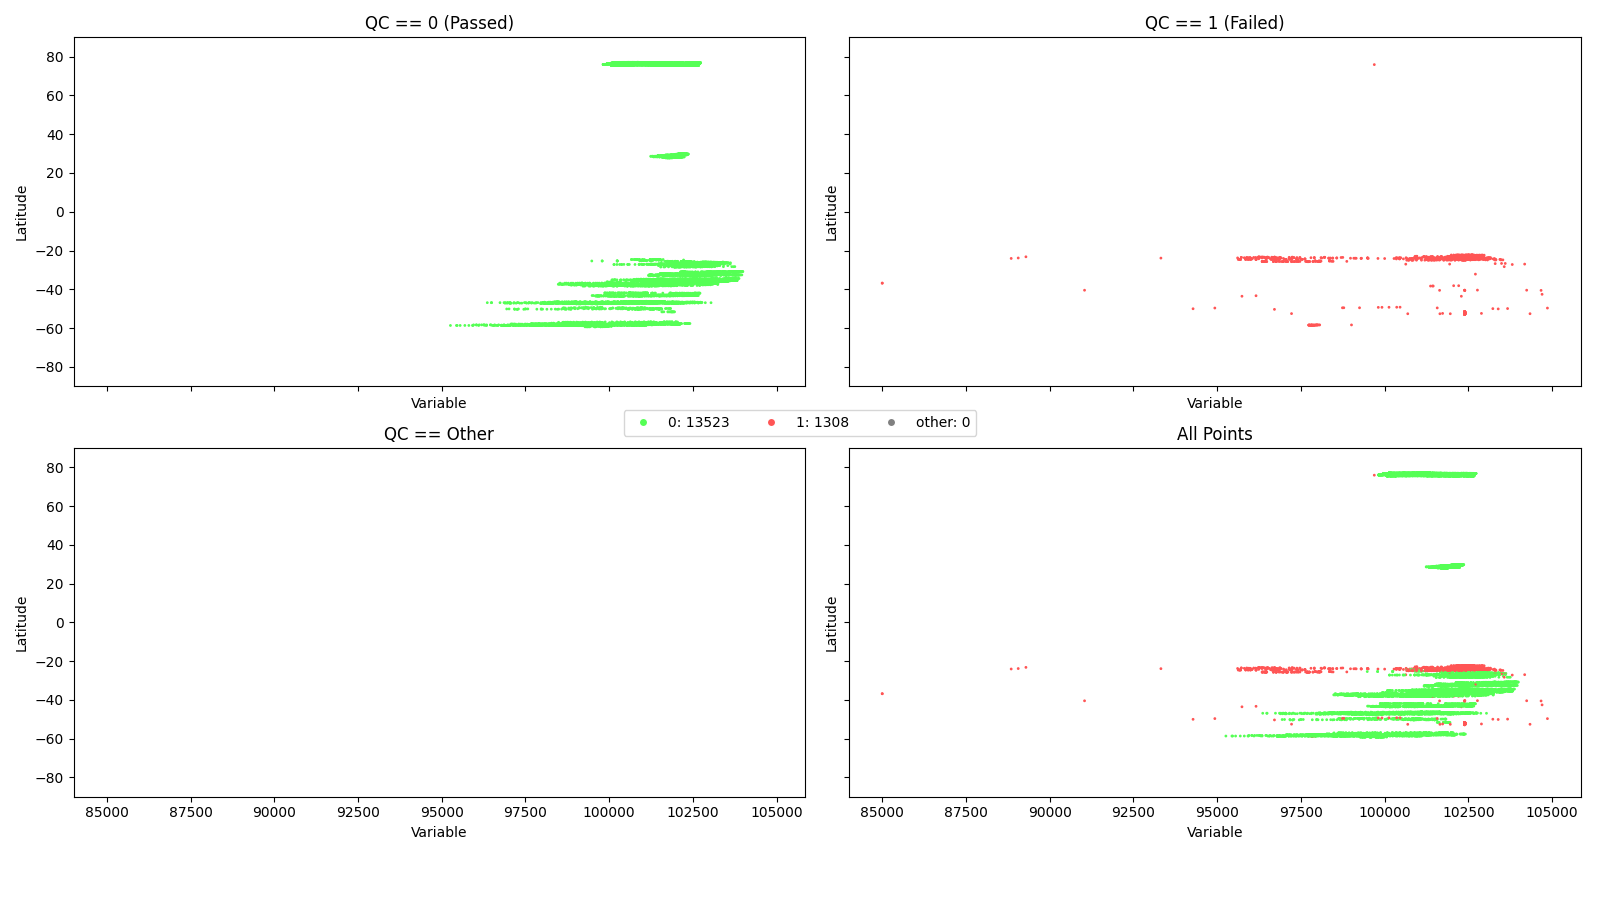 QC == 0 (Passed)
QC == 1 (Failed)
80
60
40
20
0
−20
−40
−60
−80
Latitude
Latitude
Variable
Variable
0: 13523
1: 1308
other: 0
QC == Other
All Points
80
60
40
20
0
−20
−40
−60
−80
Latitude
Latitude
85000 87500 90000 92500 95000 97500 100000 102500 105000
85000 87500 90000 92500 95000 97500 100000 102500 105000
Variable
Variable